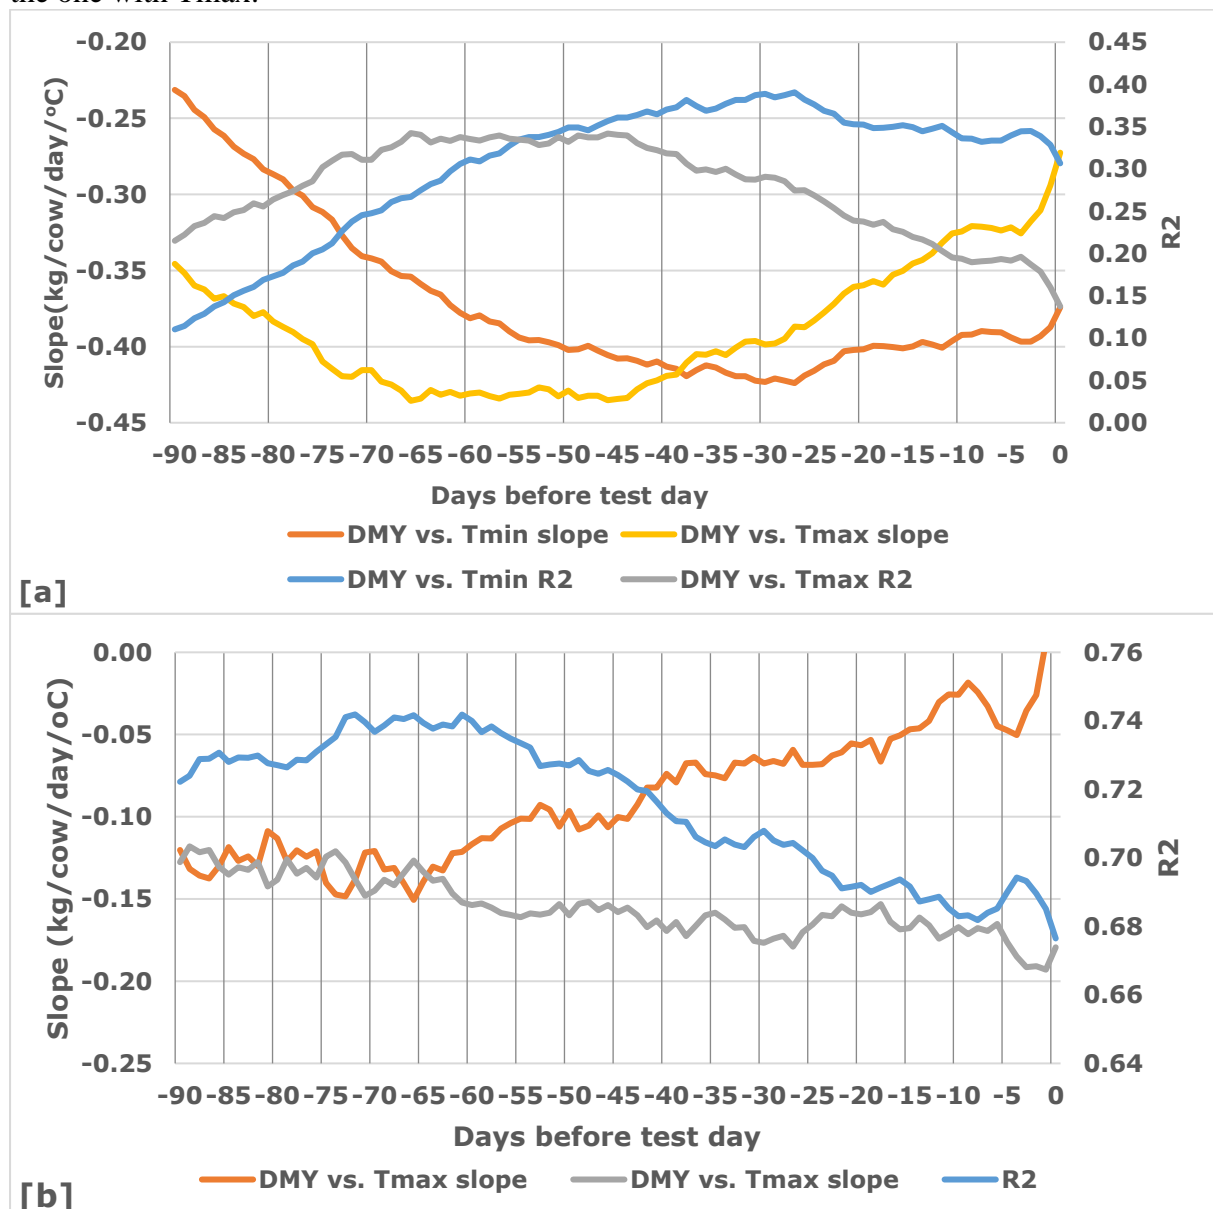 the one with Tmax.
-0.20 0.45
-0.25 0.40
-0.30 0.35
-0.35 0.30
-0.40 0.25
-0.45 0.20
0.15
0.10
0.05
0.00
Slope(kg/cow/day/°C)
R2
-90 -85 -80 -75 -70 -65 -60 -55 -50 -45 -40 -35 -30 -25 -20 -15 -10 -5 0
Days before test day
DMY vs. Tmin slope DMY vs. Tmax slope
DMY vs. Tmin R2 DMY vs. Tmax R2
[a]
0.00 0.76
-0.05 0.74
-0.10 0.72
-0.15 0.70
-0.20 0.68
-0.25 0.66
0.64
Slope (kg/cow/day/oC)
R2
-90 -85 -80 -75 -70 -65 -60 -55 -50 -45 -40 -35 -30 -25 -20 -15 -10 -5 0
Days before test day
DMY vs. Tmax slope DMY vs. Tmax slope R2
[b]